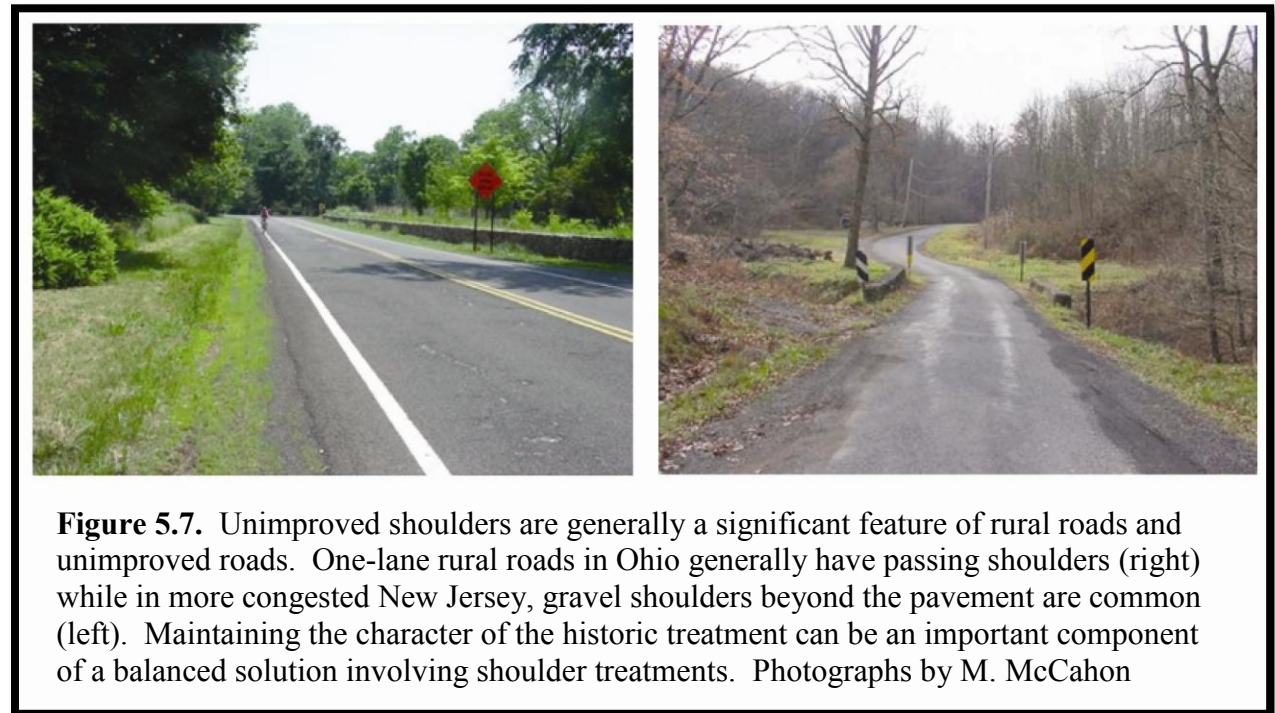 Figure 5.7.  Unimproved shoulders are generally a significant feature of rural roads and
unimproved roads.  One-lane rural roads in Ohio generally have passing shoulders (right)
while in more congested New Jersey, gravel shoulders beyond the pavement are common
(left).  Maintaining the character of the historic treatment can be an important component
of a balanced solution involving shoulder treatments.  Photographs by M. McCahon